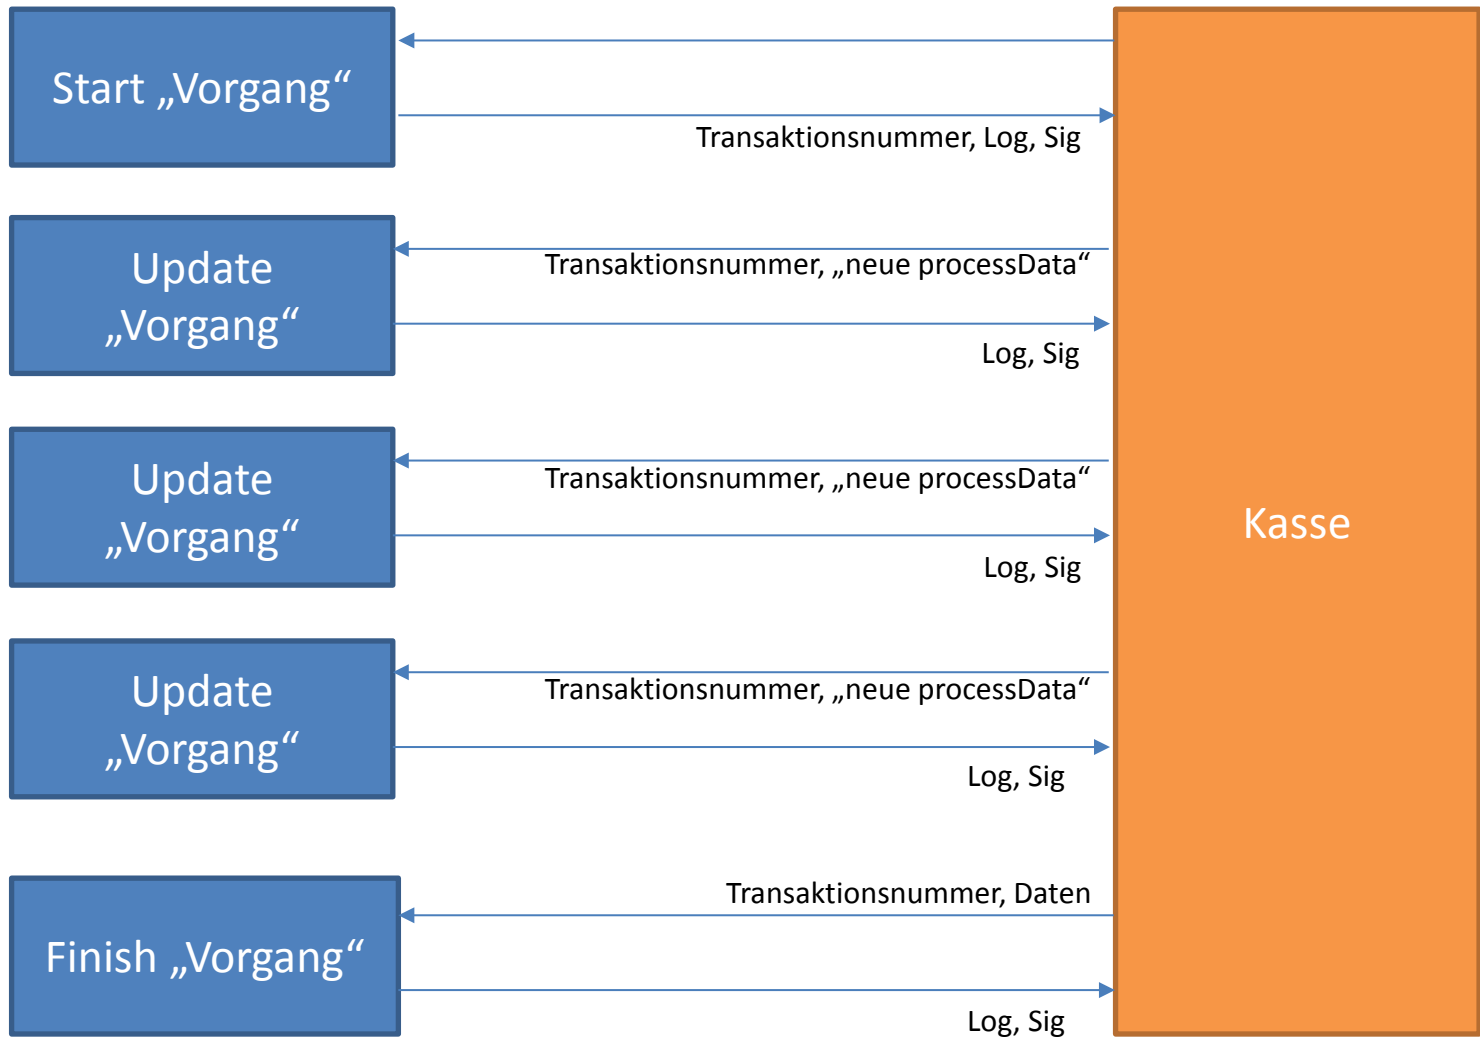 Start „Vorgang“
Transaktionsnummer, Log, Sig
Update
„Vorgang“
Transaktionsnummer, „neue processData“
Log, Sig
Update
„Vorgang“
Transaktionsnummer, „neue processData“
Log, Sig
Kasse
Update
„Vorgang“
Transaktionsnummer, „neue processData“
Log, Sig
Finish „Vorgang“
Transaktionsnummer, Daten
Log, Sig